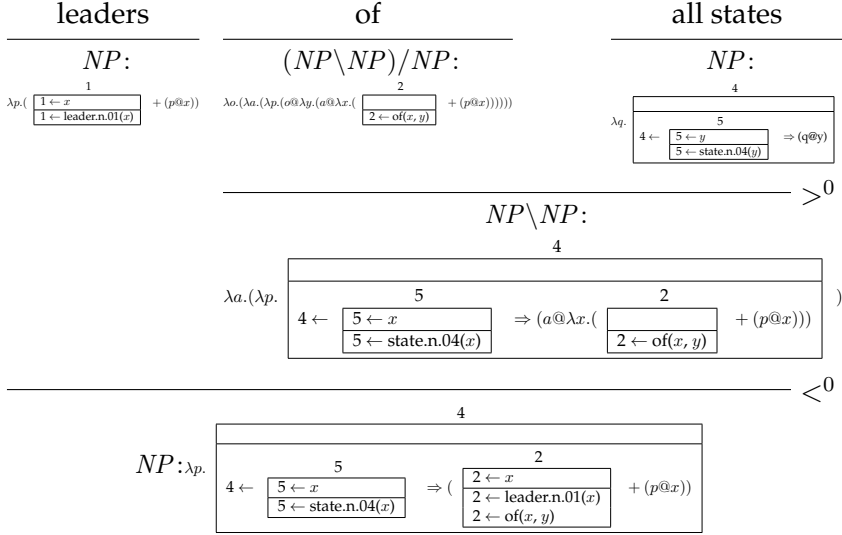 leaders of all states
NP: (NP\NP)/NP: NP:
1 2 4
λp.( 1 ← x + (p@x)) λo.(λa.(λp.(o@λy.(a@λx.( + (p@x)))))) λq. 5
1 ← leader.n.01(x) 2 ← of(x, y) 4 ← 5 ← y ⇒ (q@y)
5 ← state.n.04(y)
>0
NP\NP:
4
λa.(λp. 5 2 )
4 ← 5 ← x ⇒ (a@λx.( + (p@x)))
5 ← state.n.04(x) 2 ← of(x, y)
<0
4
NP: λp. 5 2
4 ← 5 ← x ⇒ ( 2 ← x + (p@x))
5 ← state.n.04(x) 2 ← leader.n.01(x)
2 ← of(x, y)